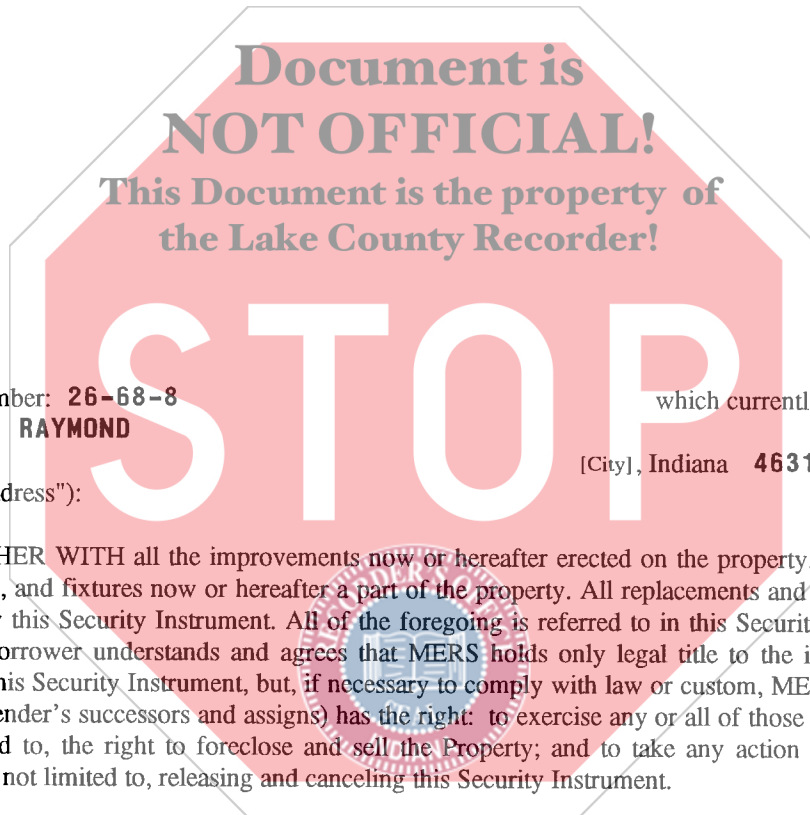 Document is
NOT OFFICIAL!
This Document is the property of
the Lake County Recorder!
STOP
mber: 26-68-8 which currentl
RAYMOND
[City], Indiana 4631
dress"):
HER WITH all the improvements now or hereafter erected on the property,
, and fixtures now or hereafter a part of the property. All replacements and
this Security Instrument. All of the foregoing is referred to in this Securit
orrower understands and agrees that MERS holds only legal title to the i
his Security Instrument, but, if necessary to comply with law or custom, ME
ender's successors and assigns) has the right: to exercise any or all of those
d to, the right to foreclose and sell the Property; and to take any action
not limited to, releasing and canceling this Security Instrument.